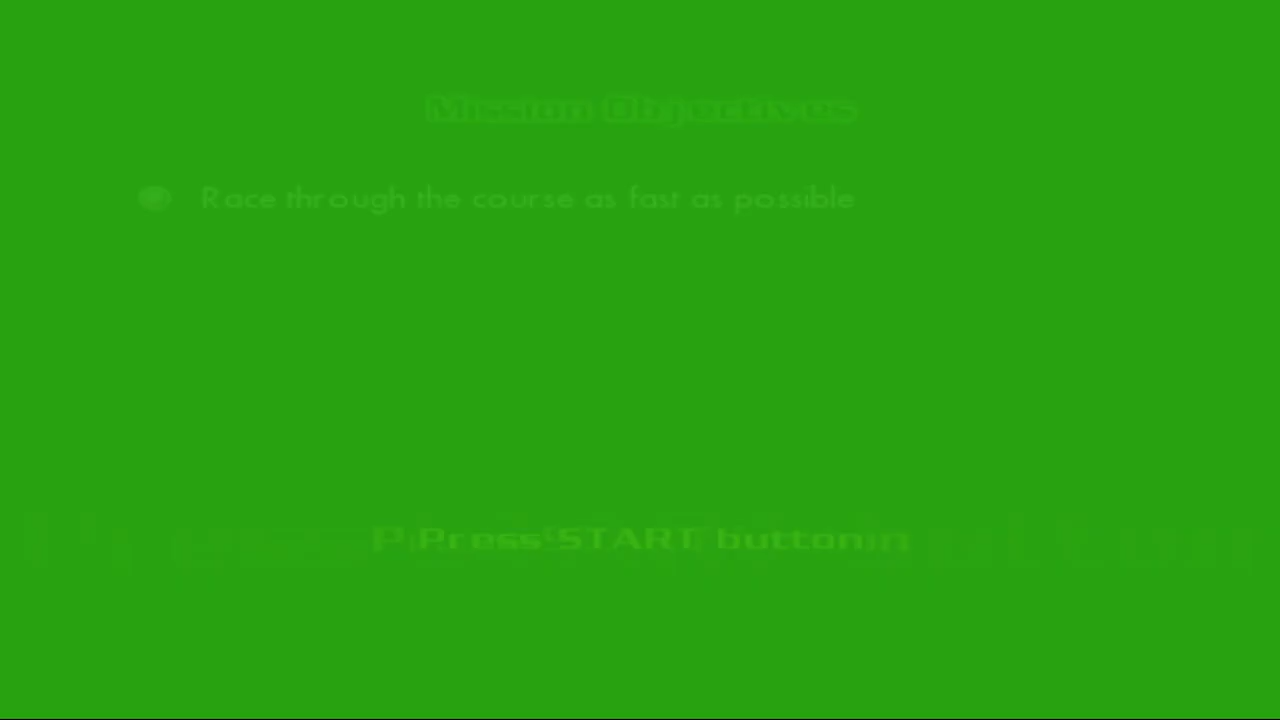 Mission Objectives
Race through the course as fast as possible
Press START button